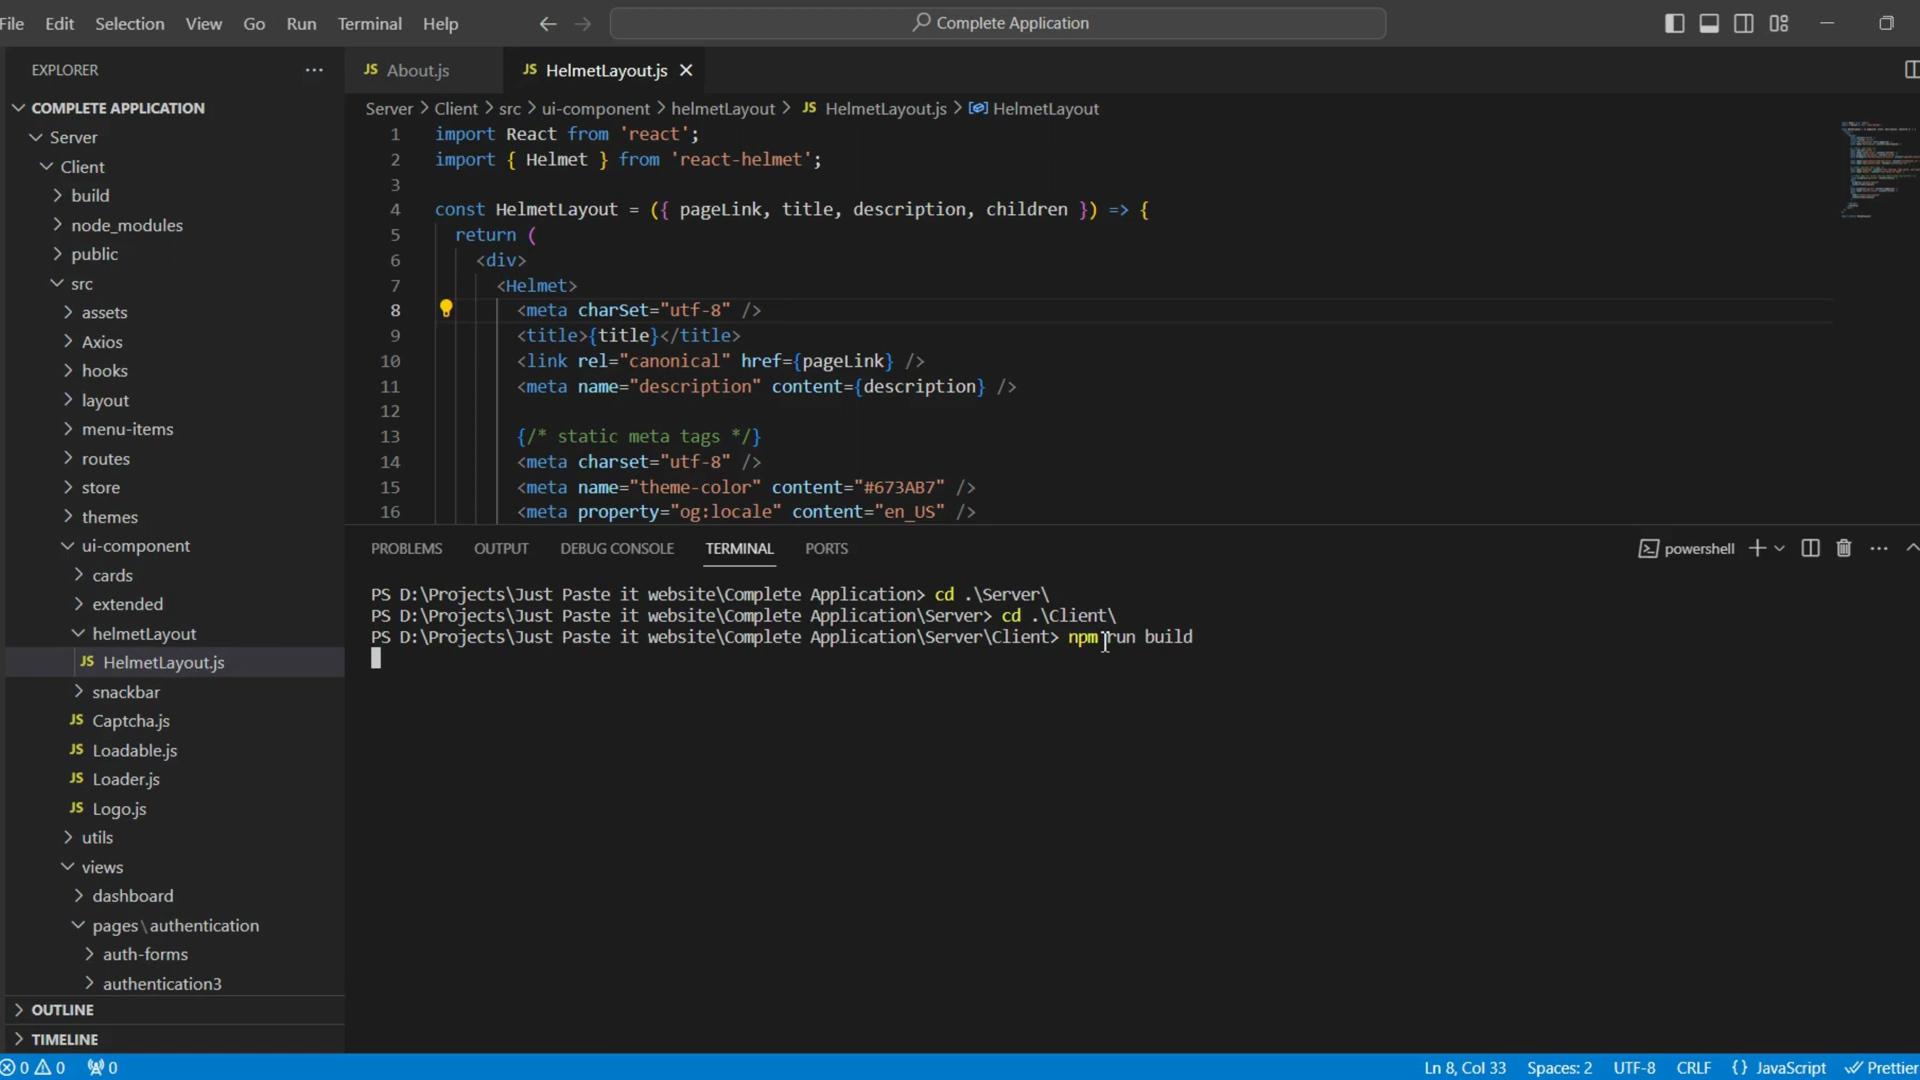 File Edit Selection View Go Run Terminal Help
Complete Application
EXPLORER
COMPLETE APPLICATION
Server
Client
build
node_modules
public
src
assets
Axios
hooks
layout
menu-items
routes
store
themes
ui-component
cards
extended
helmetLayout
JS HelmetLayout.js
snackbar
JS Captcha.js
JS Loadable.js
JS Loader.js
JS Logo.js
utils
views
dashboard
pages\authentication
auth-forms
authentication3
OUTLINE
TIMELINE
JS About.js JS HelmetLayout.js
Server > Client > src > ui-component > helmetLayout > JS HelmetLayout.js > HelmetLayout
1 import React from 'react';
2 import { Helmet } from 'react-helmet';
3
4 const HelmetLayout = ({ pageLink, title, description, children }) => {
5 return (
6 <div>
7 <Helmet>
8 <meta charSet="utf-8" />
9 <title>{title}</title>
10 <link rel="canonical" href={pageLink} />
11 <meta name="description" content={description} />
12
13 {/* static meta tags */}
14 <meta charset="utf-8" />
15 <meta name="theme-color" content="#673AB7" />
16 <meta property="og:locale" content="en_US" />
PROBLEMS OUTPUT DEBUG CONSOLE TERMINAL PORTS
powershell
PS D:\Projects\Just Paste it website\Complete Application> cd .\Server\
PS D:\Projects\Just Paste it website\Complete Application\Server> cd .\Client\
PS D:\Projects\Just Paste it website\Complete Application\Server\Client> npm run build
0 0 0
Ln 8, Col 33 Spaces: 2 UTF-8 CRLF {} JavaScript Prettier